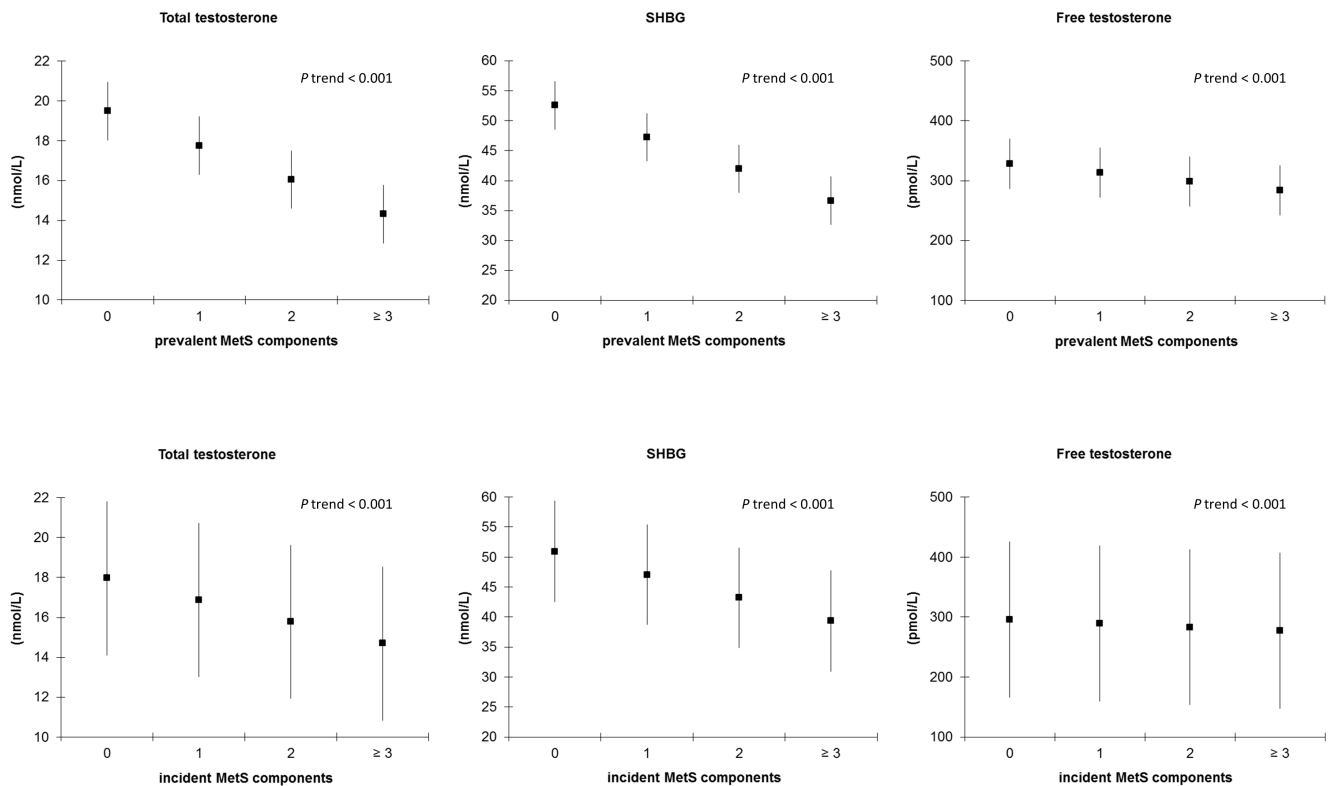 Total testosterone
22
20
18
16
14
12
10
(nmol/L)
P trend < 0.001
0 1 2 ≥ 3
prevalent MetS components
SHBG
60
55
50
45
40
35
30
25
20
(nmol/L)
P trend < 0.001
0 1 2 ≥ 3
prevalent MetS components
Free testosterone
500
400
300
200
100
(pmol/L)
P trend < 0.001
0 1 2 ≥ 3
prevalent MetS components
Total testosterone
22
20
18
16
14
12
10
(nmol/L)
P trend < 0.001
0 1 2 ≥ 3
incident MetS components
SHBG
60
55
50
45
40
35
30
25
20
(nmol/L)
P trend < 0.001
0 1 2 ≥ 3
incident MetS components
Free testosterone
500
400
300
200
100
(pmol/L)
P trend < 0.001
0 1 2 ≥ 3
incident MetS components